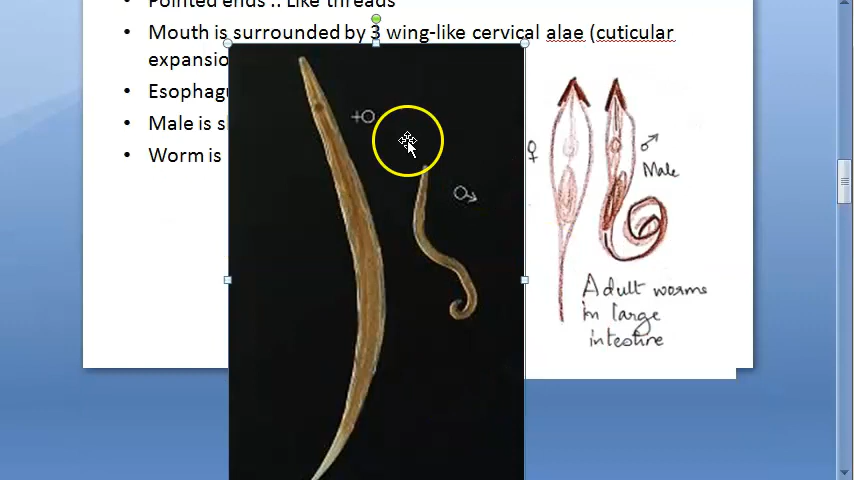 Pointed ends .. Like threads
Mouth is surrounded by 3 wing-like cervical alae (cuticular
expansio
Esophag
Male is s
Worm is
♀
♂
♀
♂
Male
Adult worms
in large
intestine